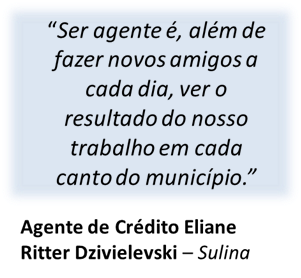 “Ser agente é, além de
fazer novos amigos a
cada dia, ver o
resultado do nosso
trabalho em cada
canto do município.”
Agente de Crédito Eliane
Ritter Dzivielevski – Sulina